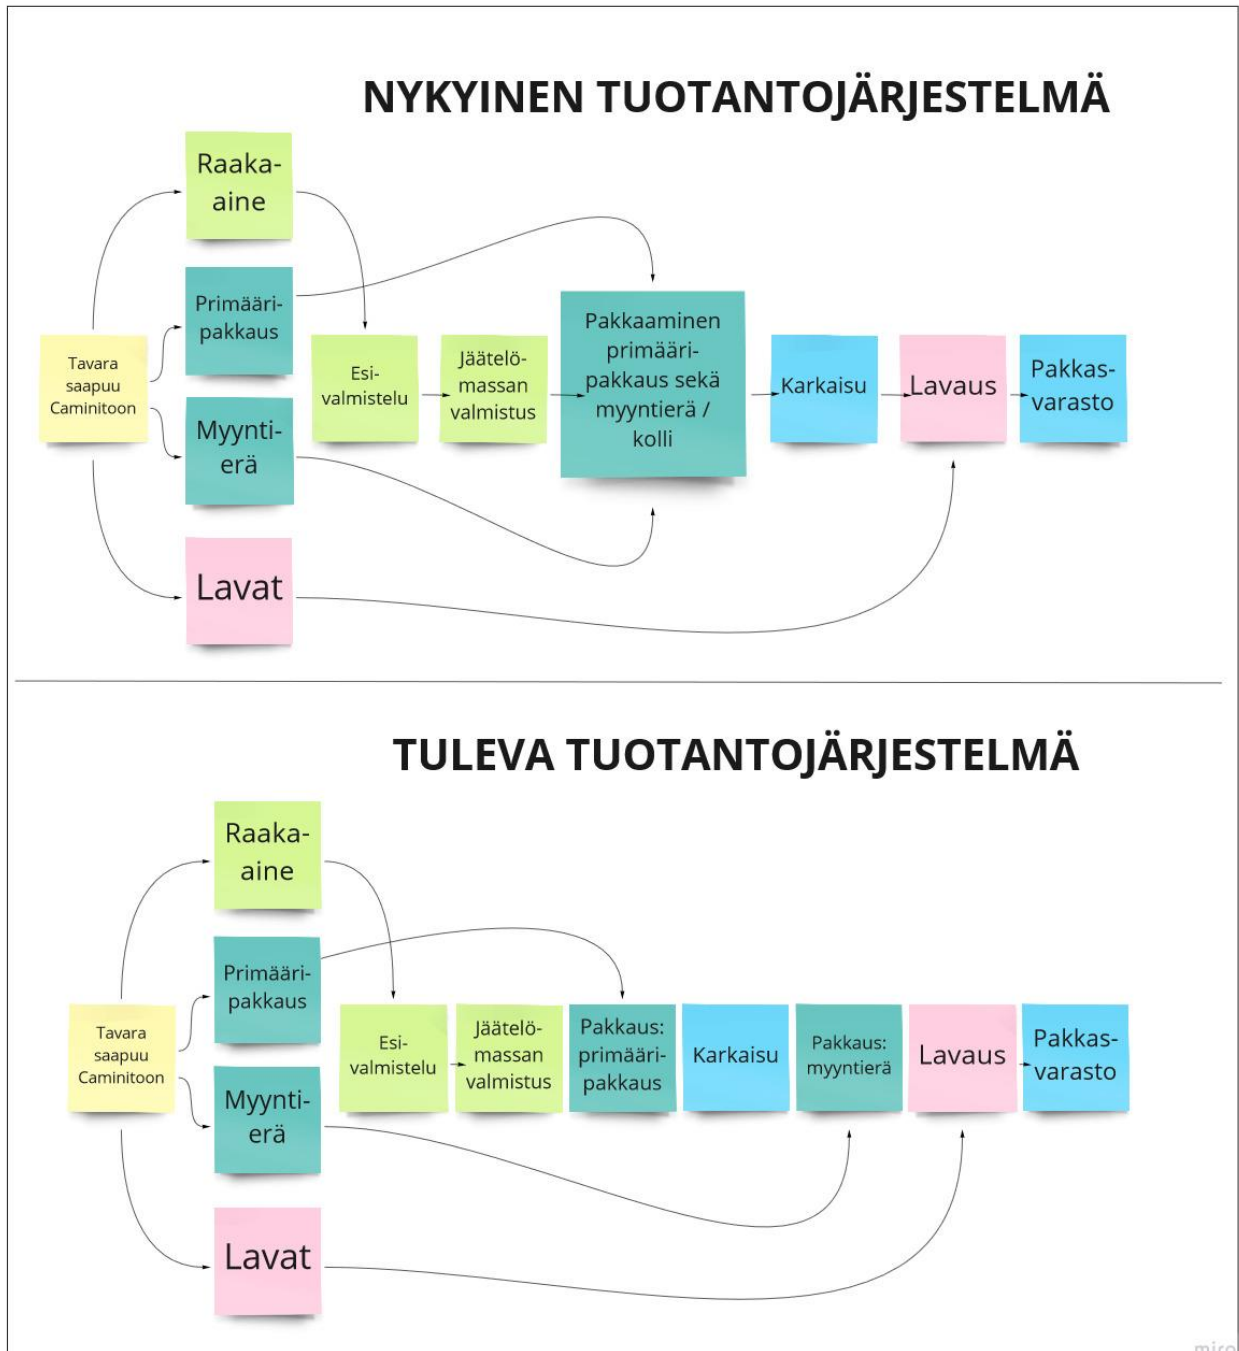 NYKYINEN TUOTANTOJÄRJESTELMÄ
Raaka-
aine
Primääri-
pakkaus
Tavara
saapuu
Caminitoon
Myynti-
erä
Lavat
Esi-
valmistelu
Jäätelö-
massan
valmistus
Pakkaaminen
primääri-
pakkaus sekä
myyntierä /
kolli
Karkaisu
Lavaus
Pakkas-
varasto
TULEVA TUOTANTOJÄRJESTELMÄ
Raaka-
aine
Primääri-
pakkaus
Tavara
saapuu
Caminitoon
Myynti-
erä
Lavat
Esi-
valmistelu
Jäätelö-
massan
valmistus
Pakkaus:
primääri-
pakkaus
Karkaisu
Pakkaus:
myyntierä
Lavaus
Pakkas-
varasto
miro